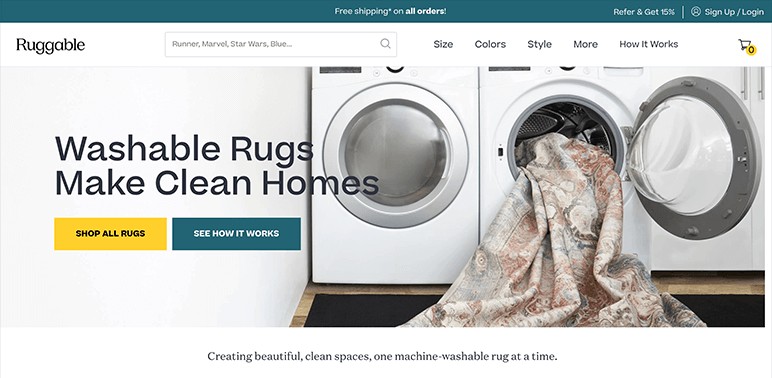 Free shipping* on all orders!
Refer & Get 15%
Sign Up / Login
Ruggable
Runner, Marvel, Star Wars, Blue...
Size
Colors
Style
More
How It Works
0
Washable Rugs
Make Clean Homes
SHOP ALL RUGS
SEE HOW IT WORKS
Creating beautiful, clean spaces, one machine-washable rug at a time.